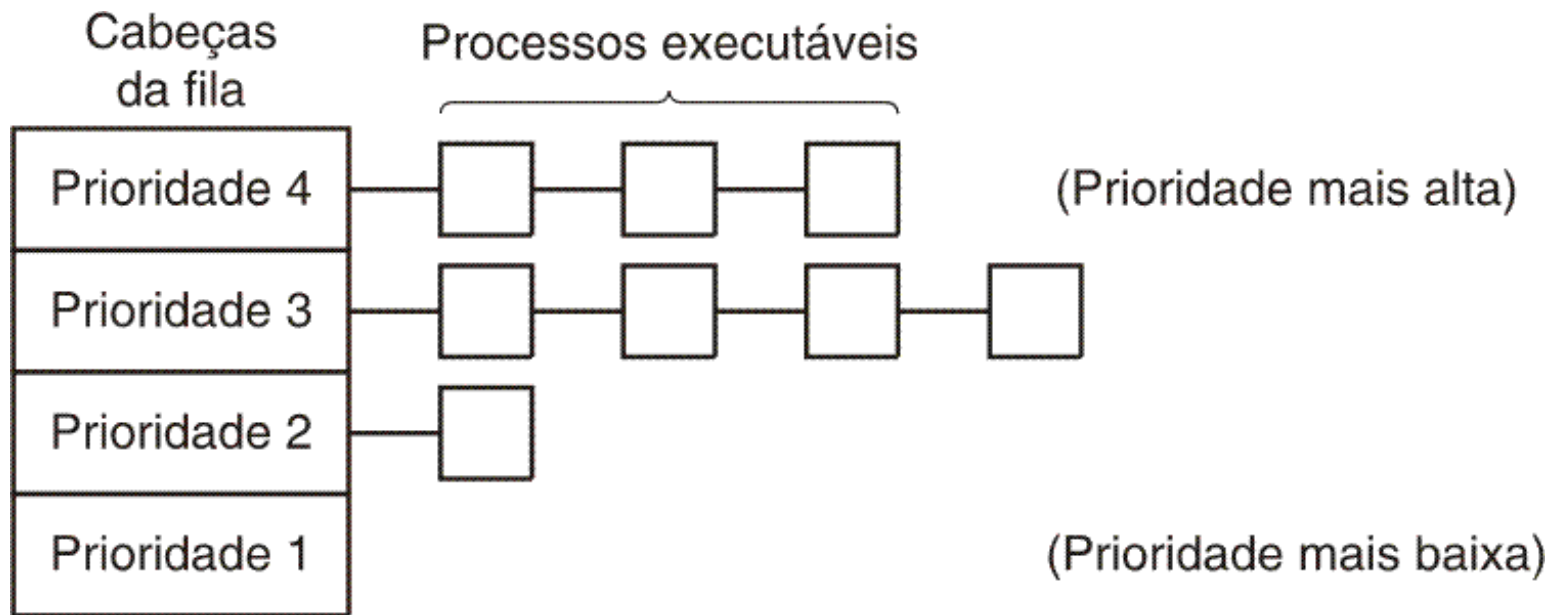 Cabeças
da fila
Processos executáveis
Prioridade 4
(Prioridade mais alta)
Prioridade 3
Prioridade 2
Prioridade 1
(Prioridade mais baixa)